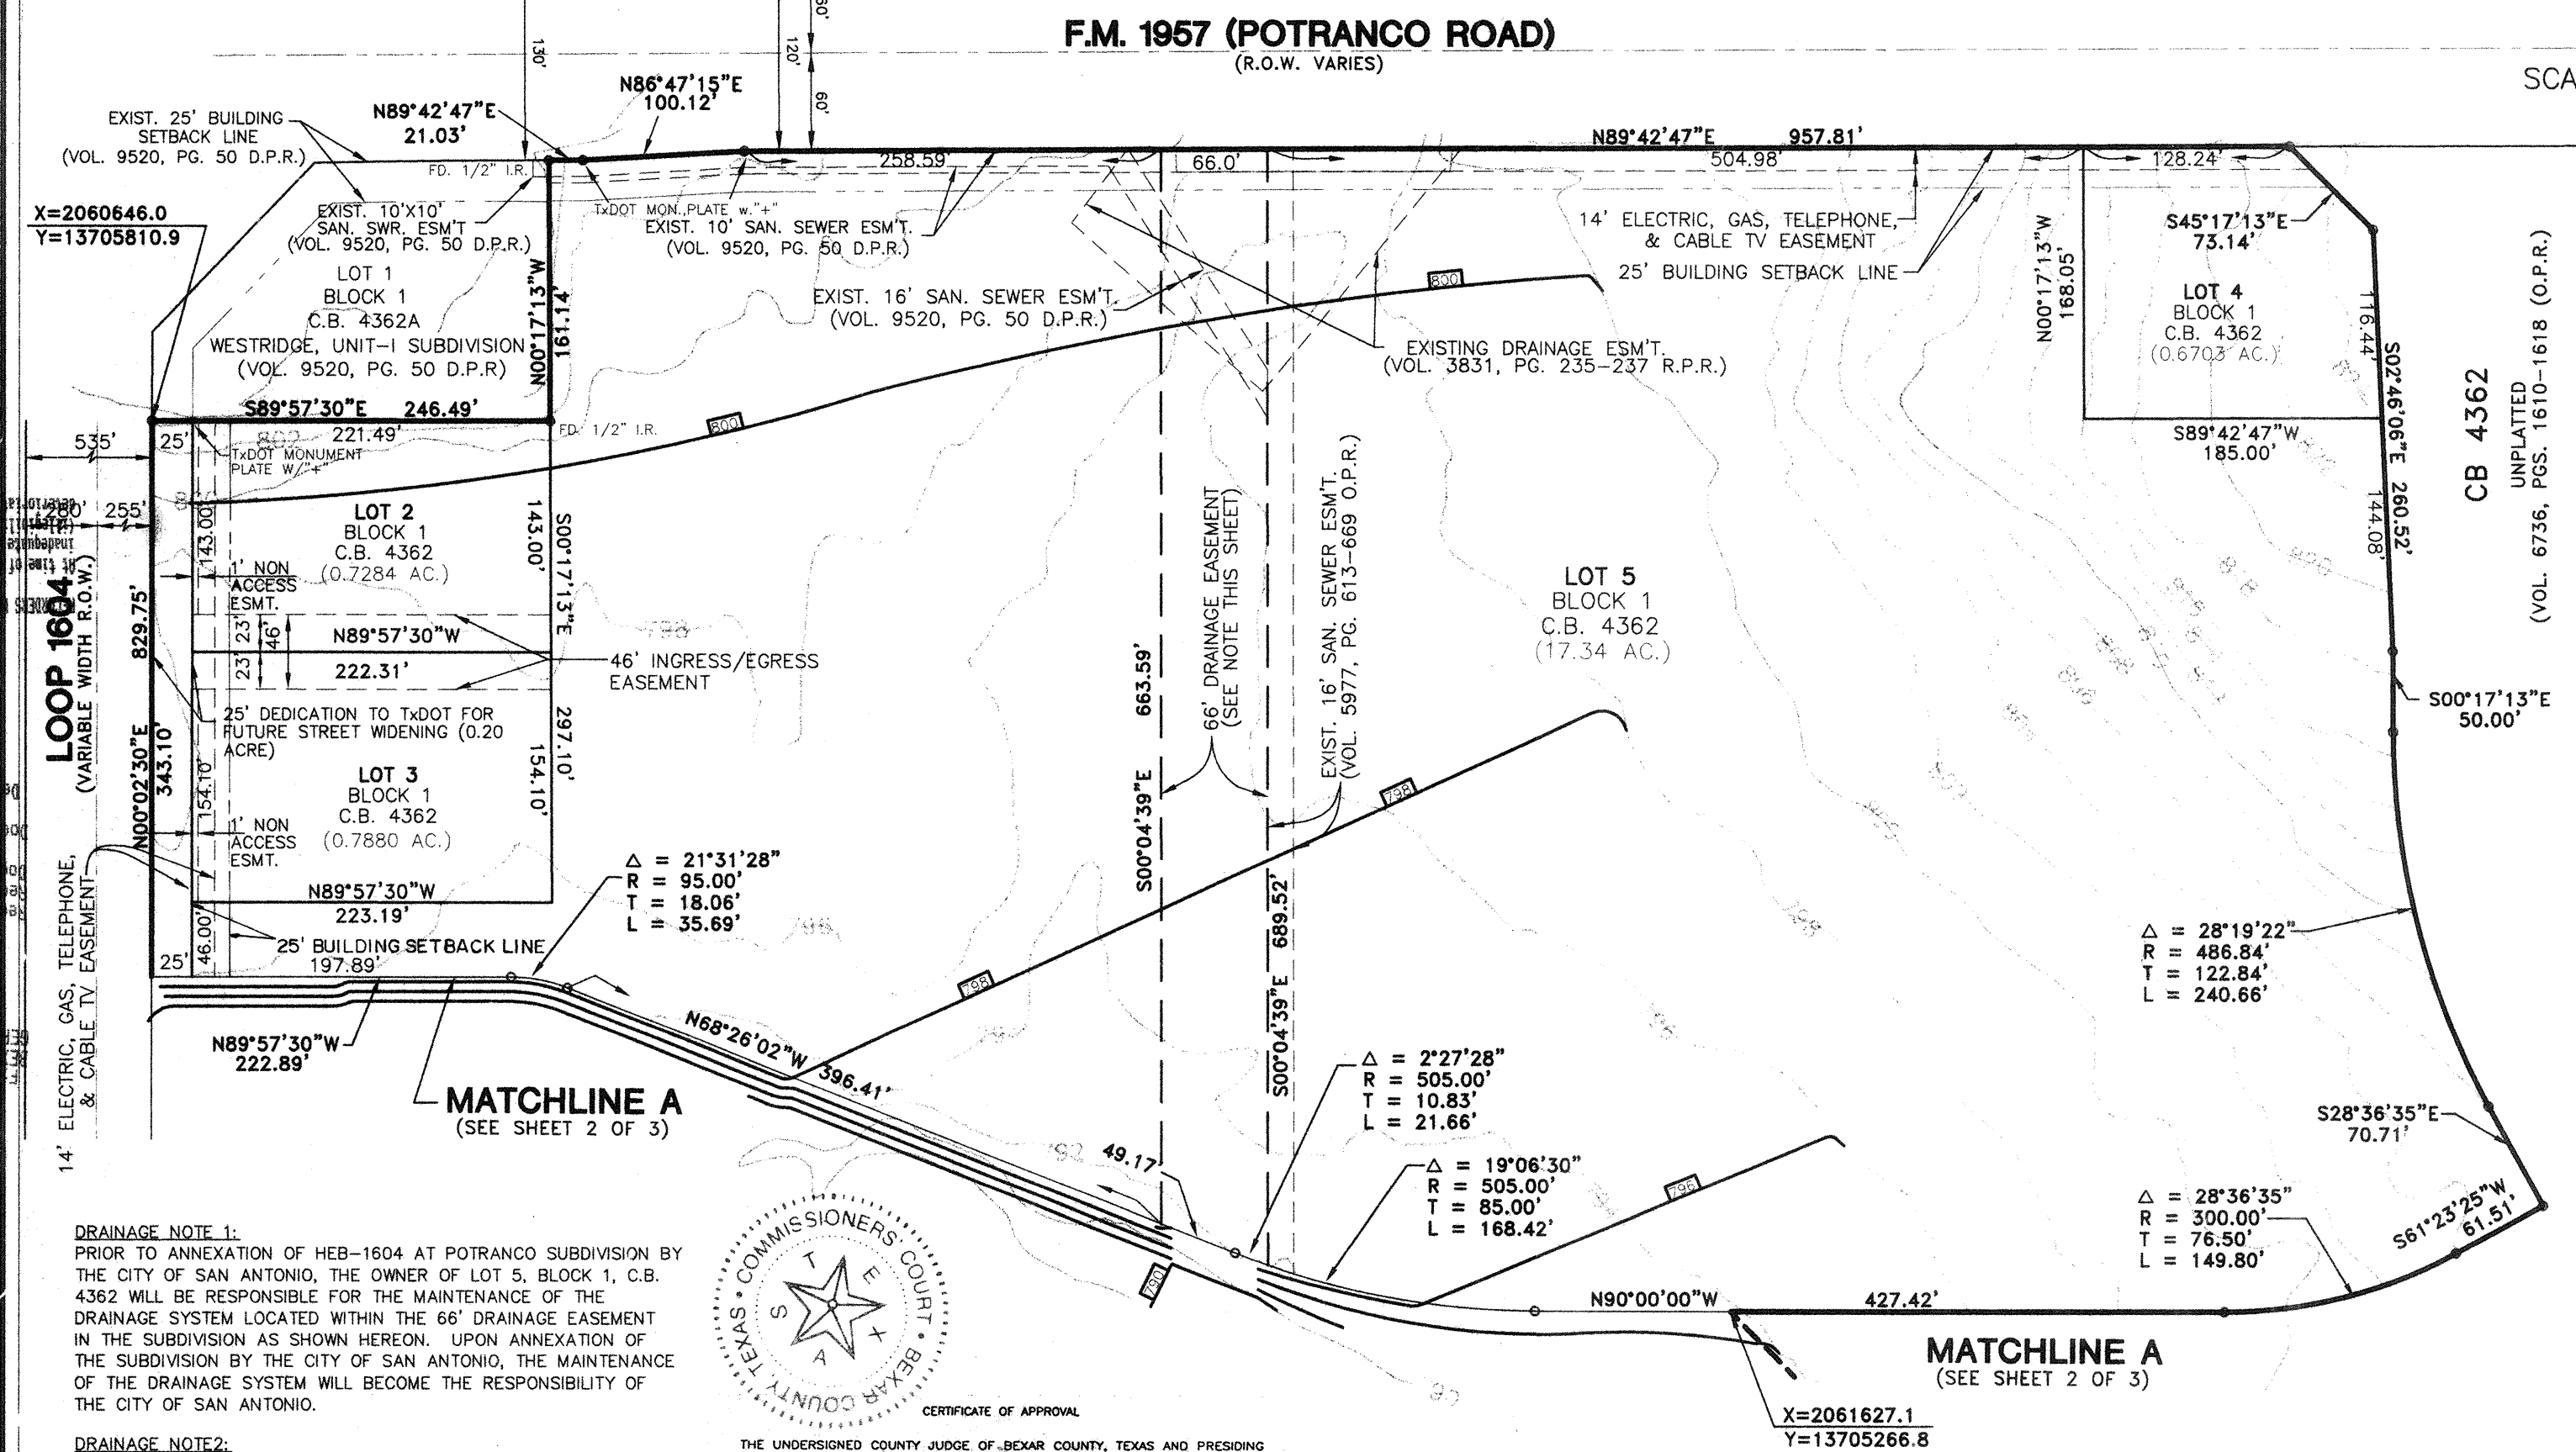 F.M. 1957 (POTRANCO ROAD)
(R.O.W. VARIES)
SCA
60'
130'
120'
60'
N86°47'15"E
100.12'
N89°42'47"E
21.03'
EXIST. 25' BUILDING
SETBACK LINE
(VOL. 9520, PG. 50 D.P.R.)
FD. 1/2" I.R.
258.59'
66.0'
N89°42'47"E 957.81'
504.98'
128.24'
X=2060646.0
Y=13705810.9
EXIST. 10'X10'
SAN. SWR. ESM'T
(VOL. 9520, PG. 50 D.P.R.)
TxDOT MON. PLATE w."+"
EXIST. 10' SAN. SEWER ESM'T.
(VOL. 9520, PG. 50 D.P.R.)
LOT 1
BLOCK 1
C.B. 4362A
WESTRIDGE, UNIT-I SUBDIVISION
(VOL. 9520, PG. 50 D.P.R)
N00°17'13"W
161.14'
EXIST. 16' SAN. SEWER ESM'T.
(VOL. 9520, PG. 50 D.P.R.)
800
EXISTING DRAINAGE ESM'T.
(VOL. 3831, PG. 235-237 R.P.R.)
14' ELECTRIC, GAS, TELEPHONE,
& CABLE TV EASEMENT
25' BUILDING SETBACK LINE
N00°17'13"W
168.05'
S45°17'13"E
73.14'
LOT 4
BLOCK 1
C.B. 4362
(0.6703 AC.)
116.44'
S02°46'06"E 260.52'
144.08'
S89°42'47"W
185.00'
CB 4362
UNPLATTED
(VOL. 6736, PGS. 1610-1618 (O.P.R.)
S89°57'30"E 246.49'
221.49'
FD. 1/2" I.R.
800
535'
25'
802
TxDOT MONUMENT
PLATE W/"+"
280'
255'
LOT 2
BLOCK 1
C.B. 4362
(0.7284 AC.)
143.00'
143.00'
S00°17'13"E
1' NON
ACCESS
ESMT.
23'
23'
46'
N89°57'30"W
222.31'
46' INGRESS/EGRESS
EASEMENT
798
LOOP 1604
(VARIABLE WIDTH R.O.W.)
829.75'
N00°02'30"E
343.10'
25' DEDICATION TO TxDOT FOR
FUTURE STREET WIDENING (0.20
ACRE)
LOT 3
BLOCK 1
C.B. 4362
(0.7880 AC.)
154.10'
154.10'
297.10'
1' NON
ACCESS
ESMT.
N89°57'30"W
223.19'
14' ELECTRIC, GAS, TELEPHONE,
& CABLE TV EASEMENT
46.00'
25'
25' BUILDING SETBACK LINE
197.89'
Δ = 21°31'28"
R = 95.00'
T = 18.06'
L = 35.69'
663.59'
S00°04'39"E
66' DRAINAGE EASEMENT
(SEE NOTE THIS SHEET)
EXIST. 16' SAN. SEWER ESM'T.
(VOL. 5977, PG. 613-669 O.P.R.)
S00°04'39"E 689.52'
LOT 5
BLOCK 1
C.B. 4362
(17.34 AC.)
798
798
S00°17'13"E
50.00'
Δ = 28°19'22"
R = 486.84'
T = 122.84'
L = 240.66'
N89°57'30"W
222.89'
MATCHLINE A
(SEE SHEET 2 OF 3)
N68°26'02"W 396.41'
49.17'
Δ = 2°27'28"
R = 505.00'
T = 10.83'
L = 21.66'
Δ = 19°06'30"
R = 505.00'
T = 85.00'
L = 168.42'
796
790
S28°36'35"E
70.71'
S61°23'25"W
61.51'
Δ = 28°36'35"
R = 300.00'
T = 76.50'
L = 149.80'
N90°00'00"W 427.42'
MATCHLINE A
(SEE SHEET 2 OF 3)
X=2061627.1
Y=13705266.8
DRAINAGE NOTE 1:
PRIOR TO ANNEXATION OF HEB-1604 AT POTRANCO SUBDIVISION BY
THE CITY OF SAN ANTONIO, THE OWNER OF LOT 5, BLOCK 1, C.B.
4362 WILL BE RESPONSIBLE FOR THE MAINTENANCE OF THE
DRAINAGE SYSTEM LOCATED WITHIN THE 66' DRAINAGE EASEMENT
IN THE SUBDIVISION AS SHOWN HEREON. UPON ANNEXATION OF
THE SUBDIVISION BY THE CITY OF SAN ANTONIO, THE MAINTENANCE
OF THE DRAINAGE SYSTEM WILL BECOME THE RESPONSIBILITY OF
THE CITY OF SAN ANTONIO.
DRAINAGE NOTE2:
COMMISSIONERS' COURT • BEXAR COUNTY TEXAS •
TEXAS
CERTIFICATE OF APPROVAL
THE UNDERSIGNED COUNTY JUDGE OF BEXAR COUNTY, TEXAS AND PRESIDING